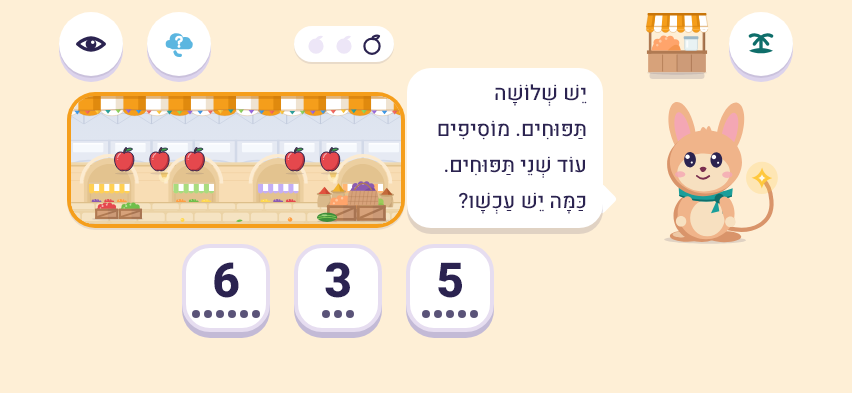 ?
יֵשׁ שְׁלוֹשָׁה
תַּפּוּחִים. מוֹסִיפִים
עוֹד שְׁנֵי תַּפּוּחִים.
כַּמָּה יֵשׁ עַכְשָׁו?
6 3 5